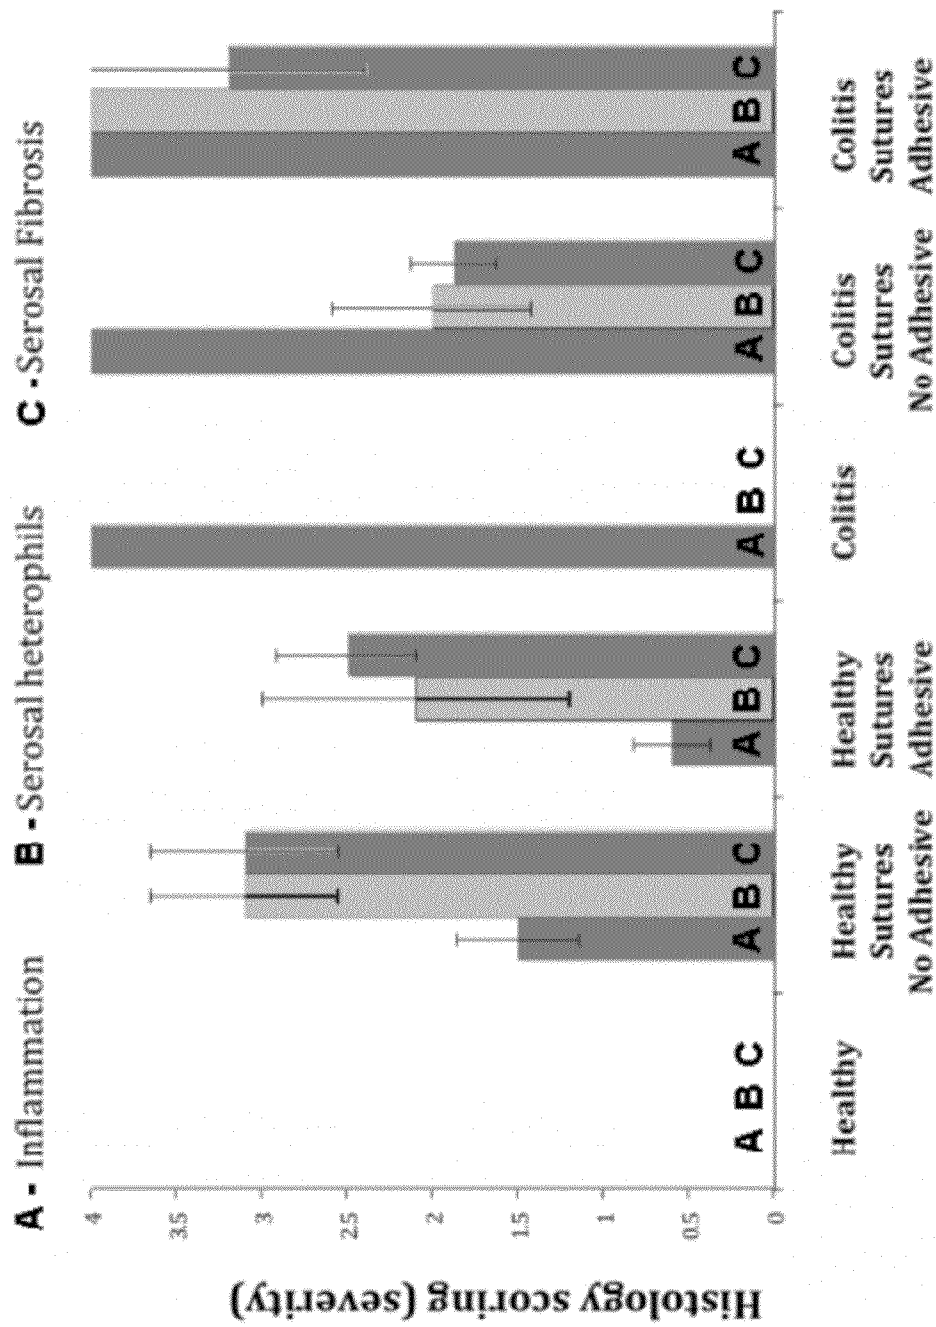 A - Inflammation B - Serosal heterophils C - Serosal Fibrosis
Histology scoring (severity)
4
3.5
3
2.5
2
1.5
1
0.5
0
A B C
A B C
A B C
A B C
A B C
A B C
Healthy
Healthy
Sutures
No Adhesive
Healthy
Sutures
Adhesive
Colitis
Colitis
Sutures
No Adhesive
Colitis
Sutures
Adhesive